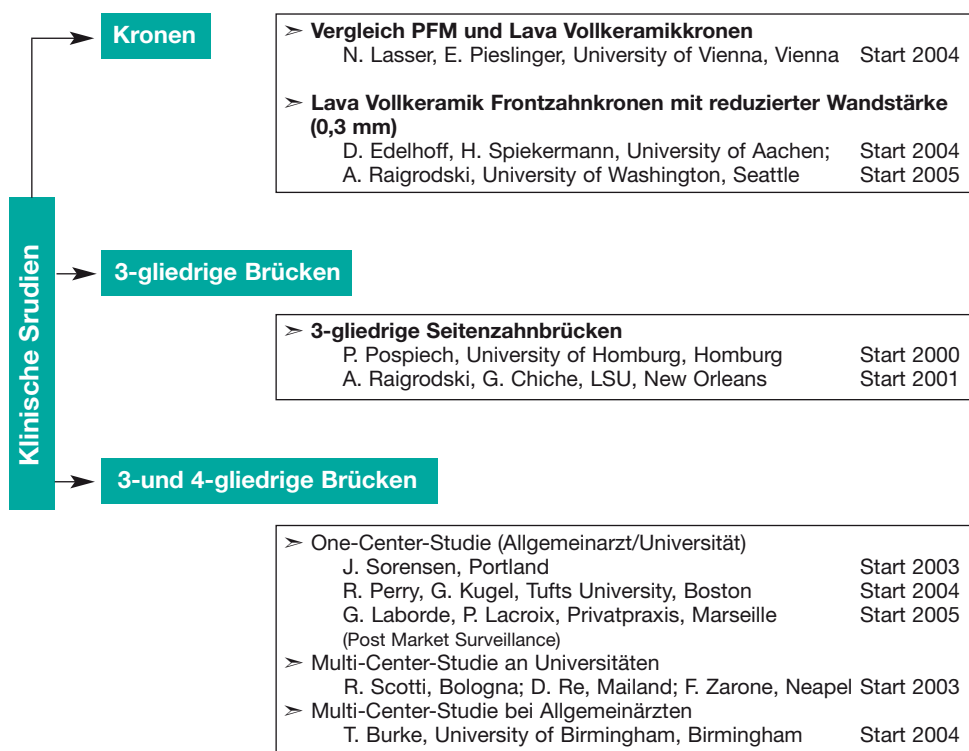 Klinische Srudien
Kronen
➣ Vergleich PFM und Lava Vollkeramikkronen
N. Lasser, E. Pieslinger, University of Vienna, Vienna Start 2004
➣ Lava Vollkeramik Frontzahnkronen mit reduzierter Wandstärke
(0,3 mm)
D. Edelhoff, H. Spiekermann, University of Aachen; Start 2004
A. Raigrodski, University of Washington, Seattle Start 2005
3-gliedrige Brücken
➣ 3-gliedrige Seitenzahnbrücken
P. Pospiech, University of Homburg, Homburg Start 2000
A. Raigrodski, G. Chiche, LSU, New Orleans Start 2001
3-und 4-gliedrige Brücken
➣ One-Center-Studie (Allgemeinarzt/Universität)
J. Sorensen, Portland Start 2003
R. Perry, G. Kugel, Tufts University, Boston Start 2004
G. Laborde, P. Lacroix, Privatpraxis, Marseille Start 2005
(Post Market Surveillance)
➣ Multi-Center-Studie an Universitäten
R. Scotti, Bologna; D. Re, Mailand; F. Zarone, Neapel Start 2003
➣ Multi-Center-Studie bei Allgemeinärzten
T. Burke, University of Birmingham, Birmingham Start 2004